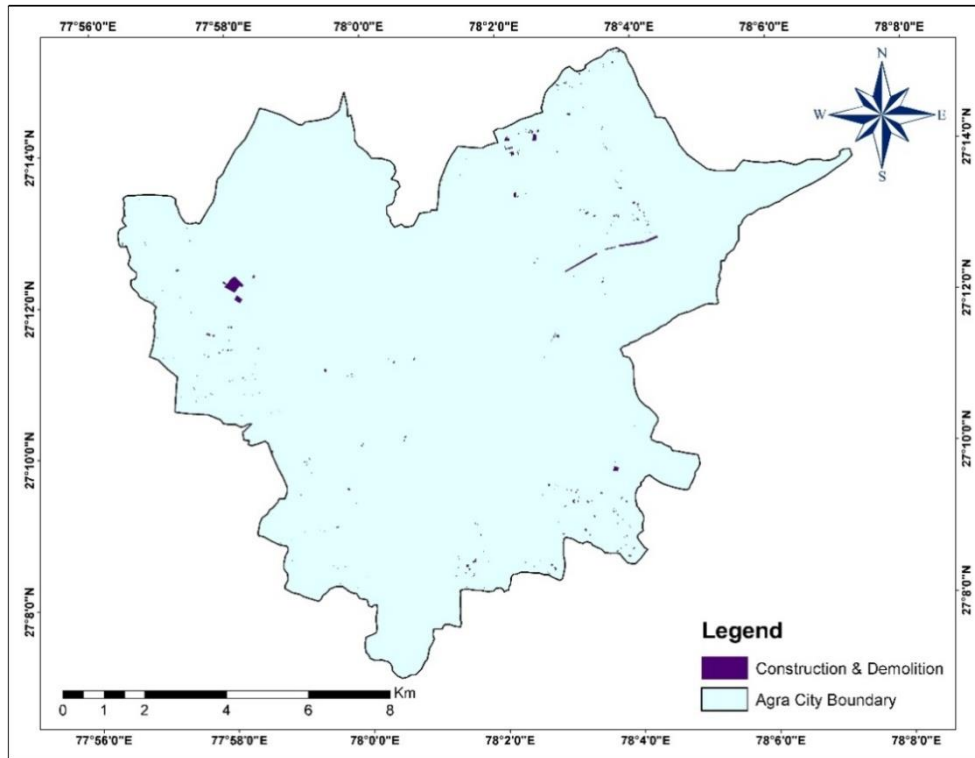 77°56'0"E 77°58'0"E 78°0'0"E 78°2'0"E 78°4'0"E 78°6'0"E 78°8'0"E
N
W E
S
27°14'0"N 27°14'0"N
27°12'0"N 27°12'0"N
27°10'0"N 27°10'0"N
27°8'0"N 27°8'0"N
Legend
Construction & Demolition
Agra City Boundary
Km
0 1 2 4 6 8
77°56'0"E 77°58'0"E 78°0'0"E 78°2'0"E 78°4'0"E 78°6'0"E 78°8'0"E